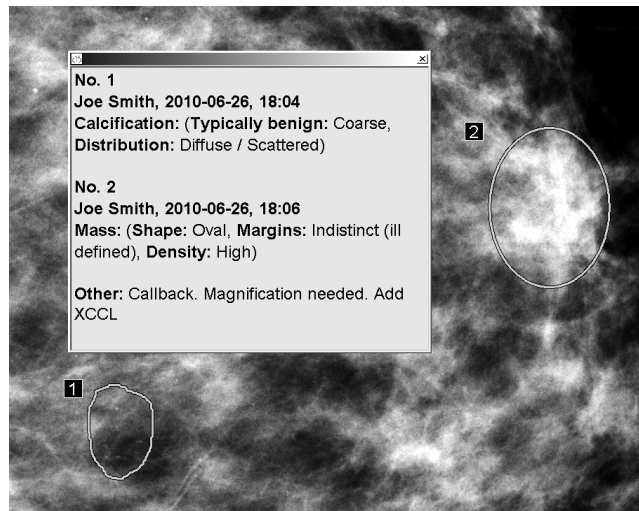 No. 1
Joe Smith, 2010-06-26, 18:04
Calcification: (Typically benign: Coarse,
Distribution: Diffuse / Scattered)
No. 2
Joe Smith, 2010-06-26, 18:06
Mass: (Shape: Oval, Margins: Indistinct (ill
defined), Density: High)
Other: Callback. Magnification needed. Add
XCCL
2
1